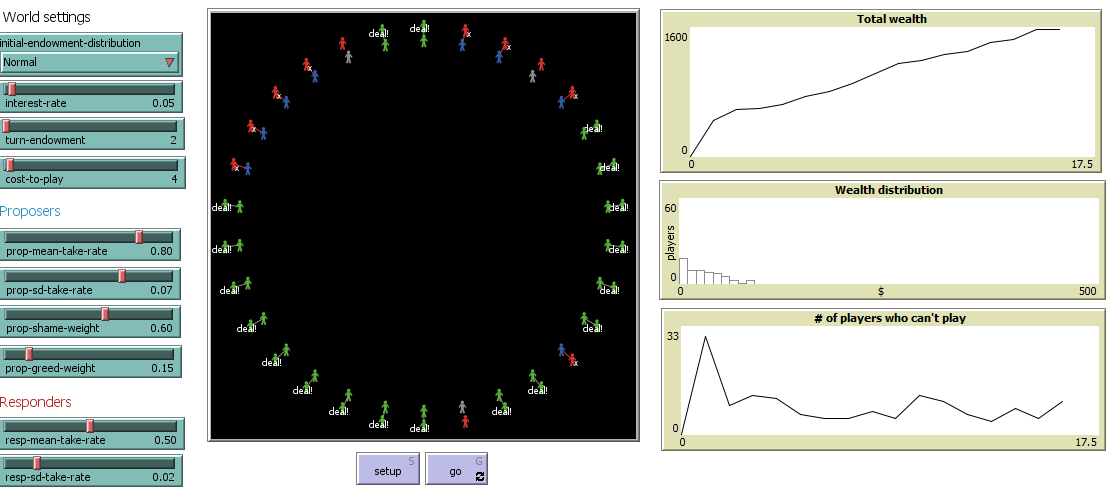 World settings
initial-endowment-distribution
Normal
interest-rate 0.05
turn-endowment 2
cost-to-play 4
Proposers
prop-mean-take-rate 0.80
prop-sd-take-rate 0.07
prop-shame-weight 0.60
prop-greed-weight 0.15
Responders
resp-mean-take-rate 0.50
resp-sd-take-rate 0.02
deal! deal! x x
x x
x x
x deal!
x deal!
deal! deal!
deal! deal!
deal! deal!
deal! deal!
deal! x
deal! deal!
deal! deal!
deal! deal!
setup S
go G
Total wealth
1600
0
0 17.5
Wealth distribution
60
players
0
0 $ 500
# of players who can't play
33
0
0 17.5